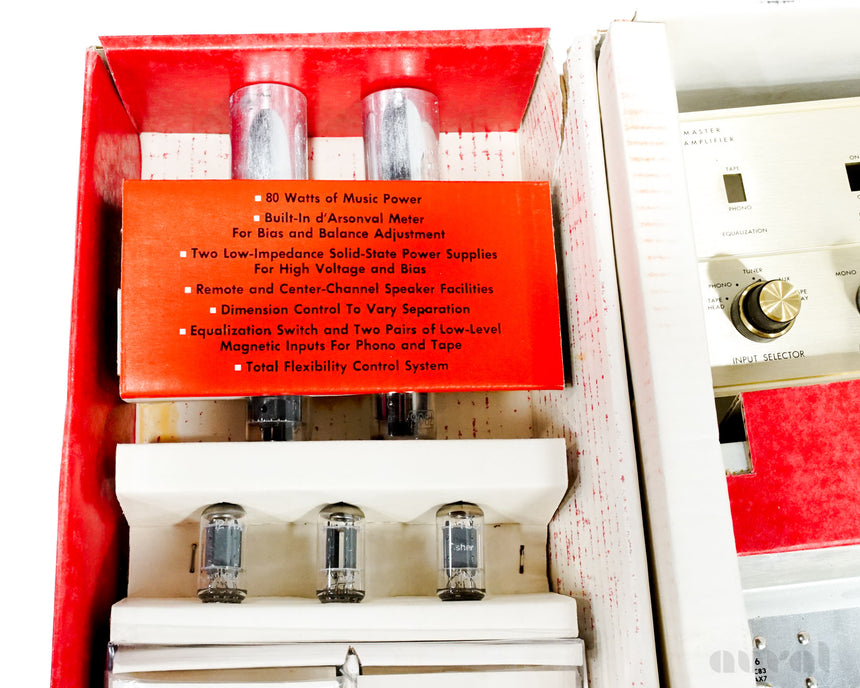 ■ 80 Watts of Music Power
■ Built-In d'Arsonval Meter
For Bias and Balance Adjustment
■ Two Low-Impedance Solid-State Power Supplies
For High Voltage and Bias
■ Remote and Center-Channel Speaker Facilities
■ Dimension Control To Vary Separation
■ Equalization Switch and Two Pairs of Low-Level
Magnetic Inputs For Phono and Tape
■ Total Flexibility Control System
MASTER
AMPLIFIER
TAPE
PHONO
EQUALIZATION
ON
TUNER
PHONO
AUX
TAPE
HEAD
MONO
INPUT SELECTOR
aural